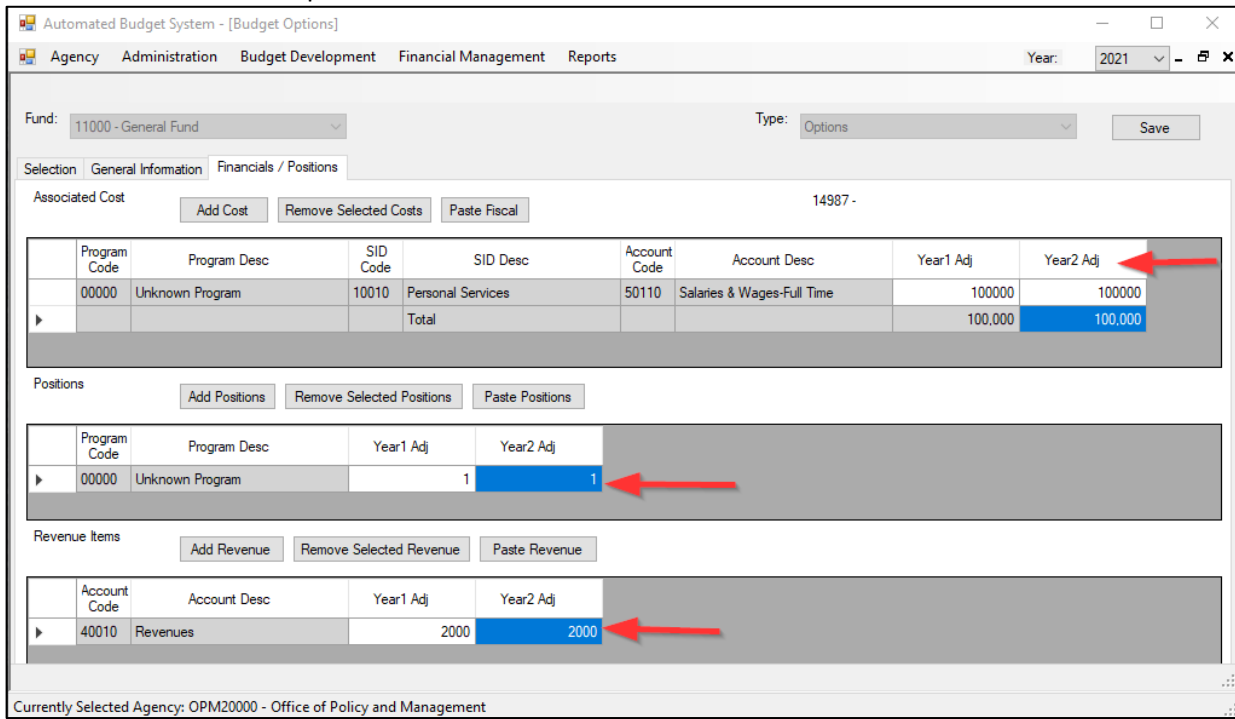 Automated Budget System - [Budget Options]
Agency Administration Budget Development Financial Management Reports Year: 2021
Fund: 11000 - General Fund Type: Options Save
Selection General Information Financials / Positions
Associated Cost Add Cost Remove Selected Costs Paste Fiscal 14987 -
Program Code Program Desc SID Code SID Desc Account Code Account Desc Year1 Adj Year2 Adj
00000 Unknown Program 10010 Personal Services 50110 Salaries & Wages-Full Time 100000 100000
Total 100,000 100,000
Positions Add Positions Remove Selected Positions Paste Positions
Program Code Program Desc Year1 Adj Year2 Adj
00000 Unknown Program 1 1
Revenue Items Add Revenue Remove Selected Revenue Paste Revenue
Account Code Account Desc Year1 Adj Year2 Adj
40010 Revenues 2000 2000
Currently Selected Agency: OPM20000 - Office of Policy and Management